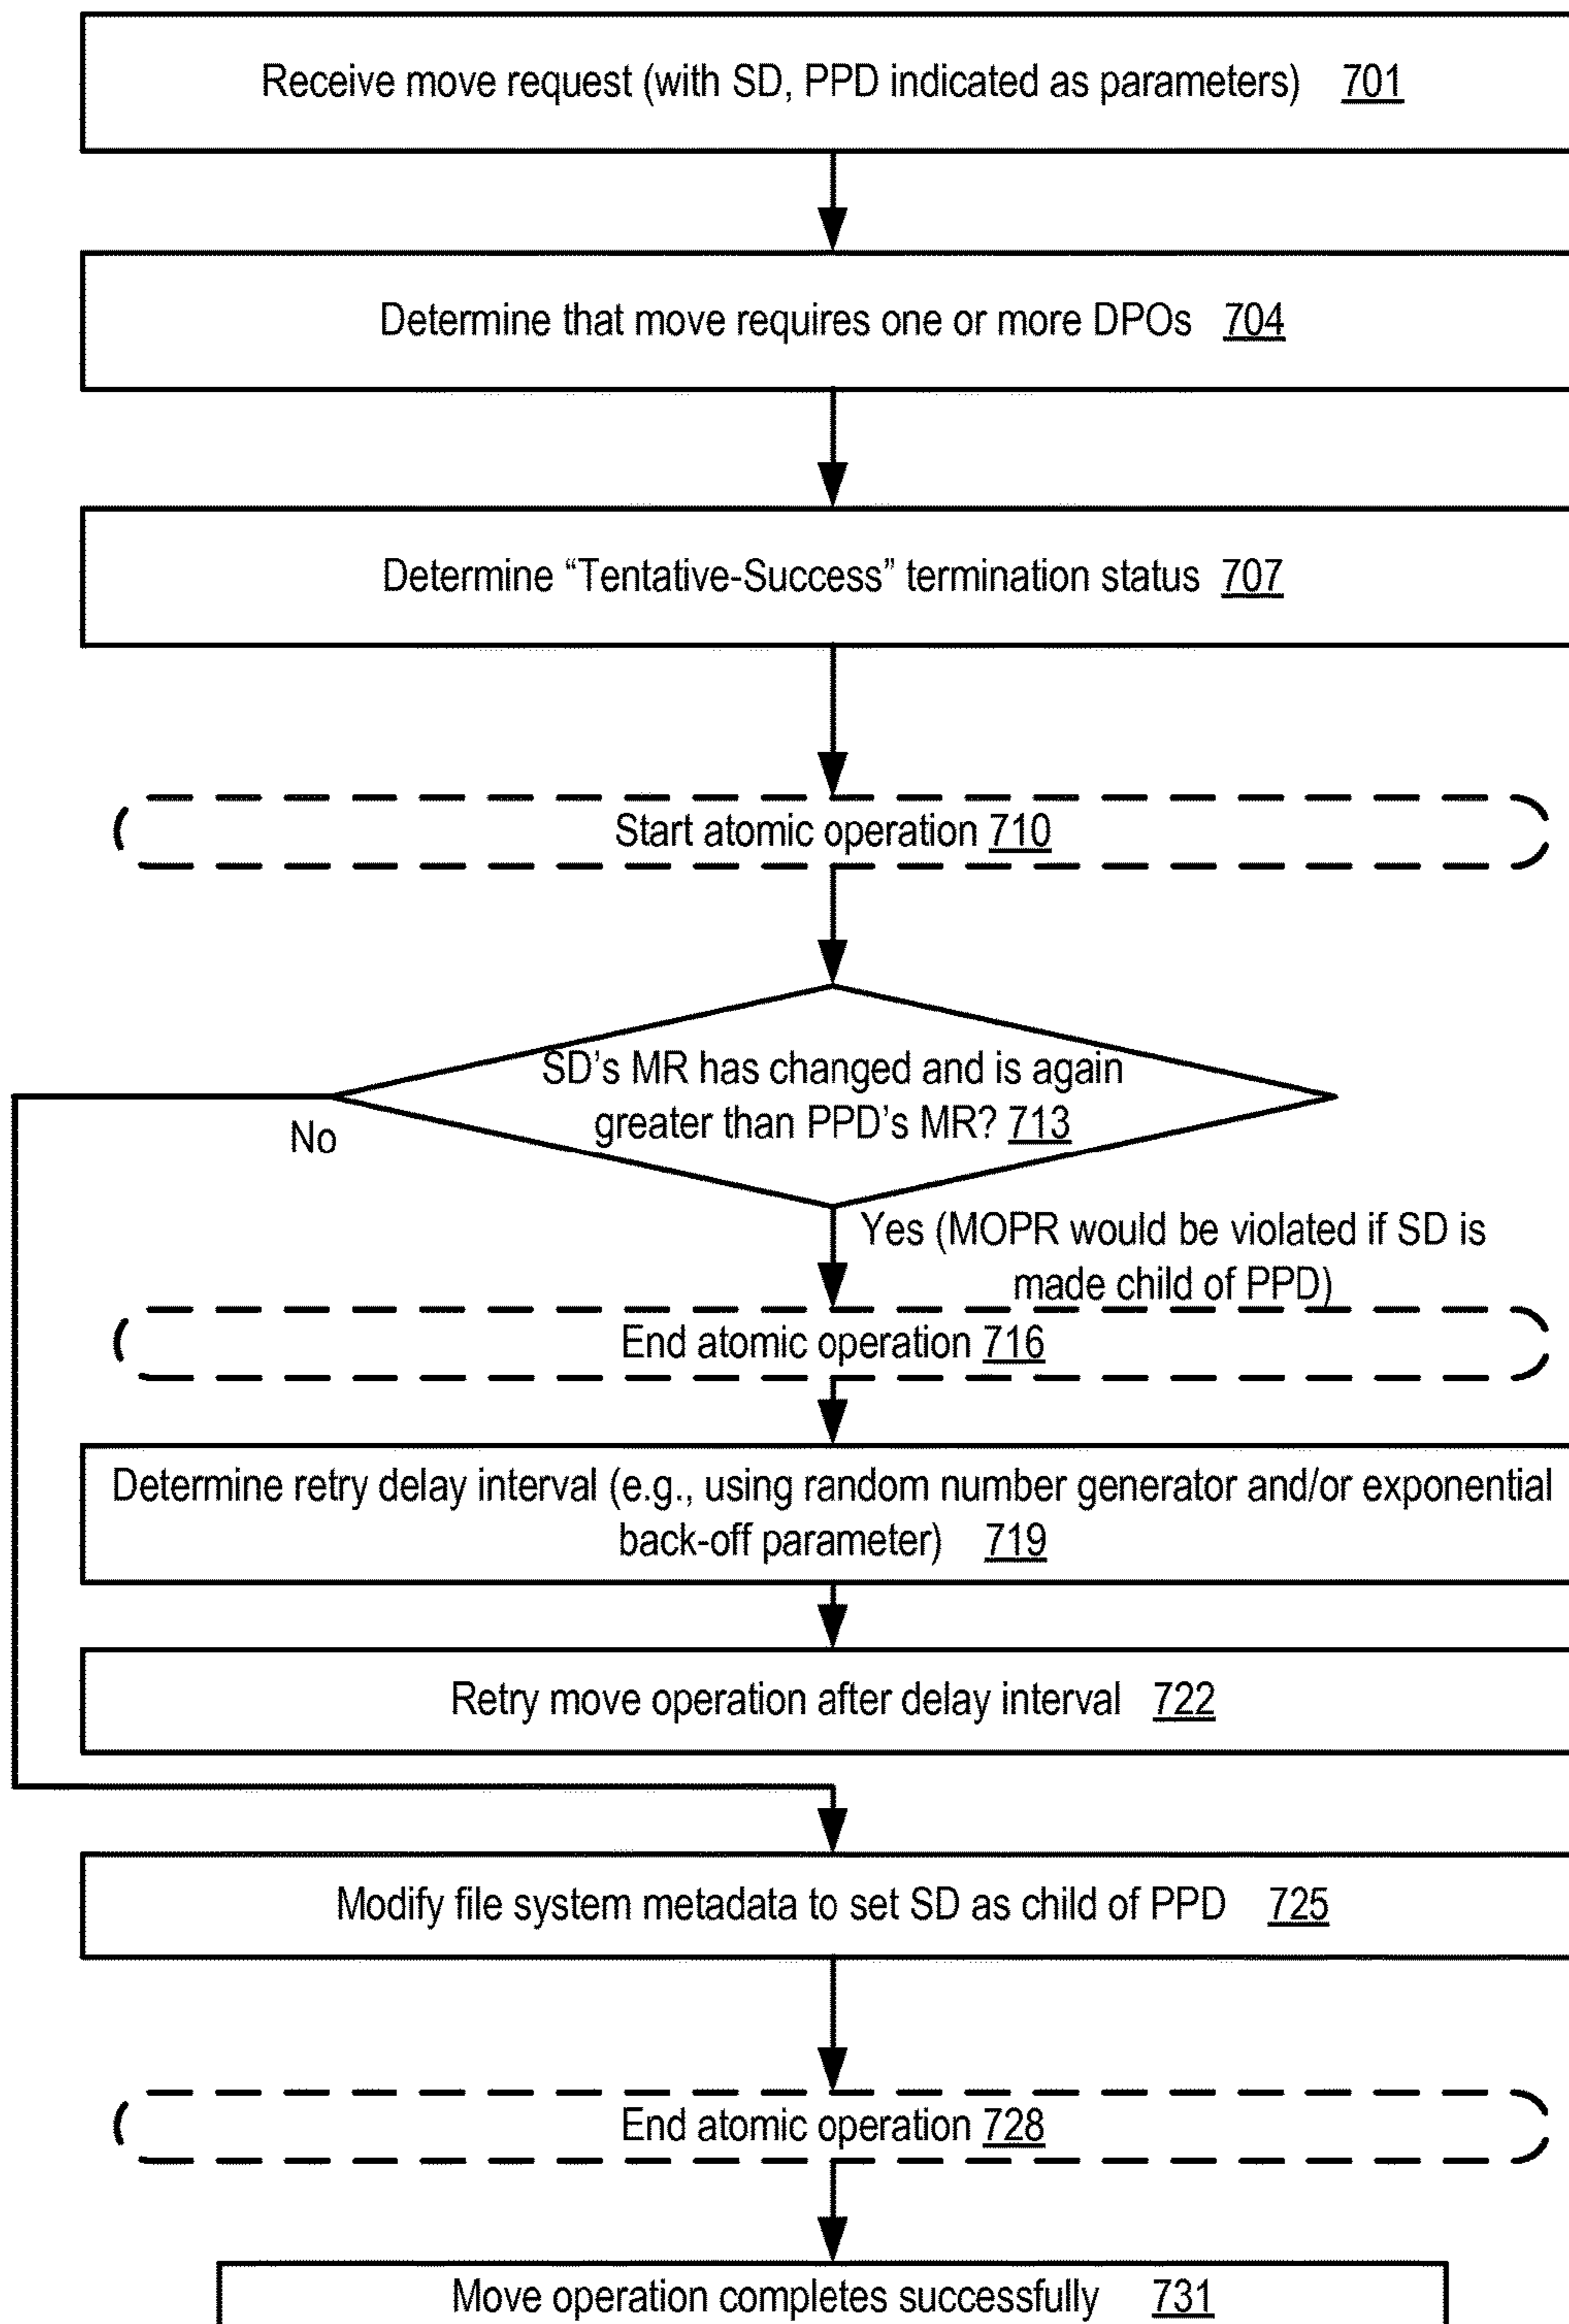 Receive move request (with SD, PPD indicated as parameters) 701
Determine that move requires one or more DPOs 704
Determine “Tentative-Success” termination status 707
Start atomic operation 710
SD’s MR has changed and is again
greater than PPD’s MR? 713
No
Yes (MOPR would be violated if SD is
made child of PPD)
End atomic operation 716
Determine retry delay interval (e.g., using random number generator and/or exponential
back-off parameter) 719
Retry move operation after delay interval 722
Modify file system metadata to set SD as child of PPD 725
End atomic operation 728
Move operation completes successfully 731